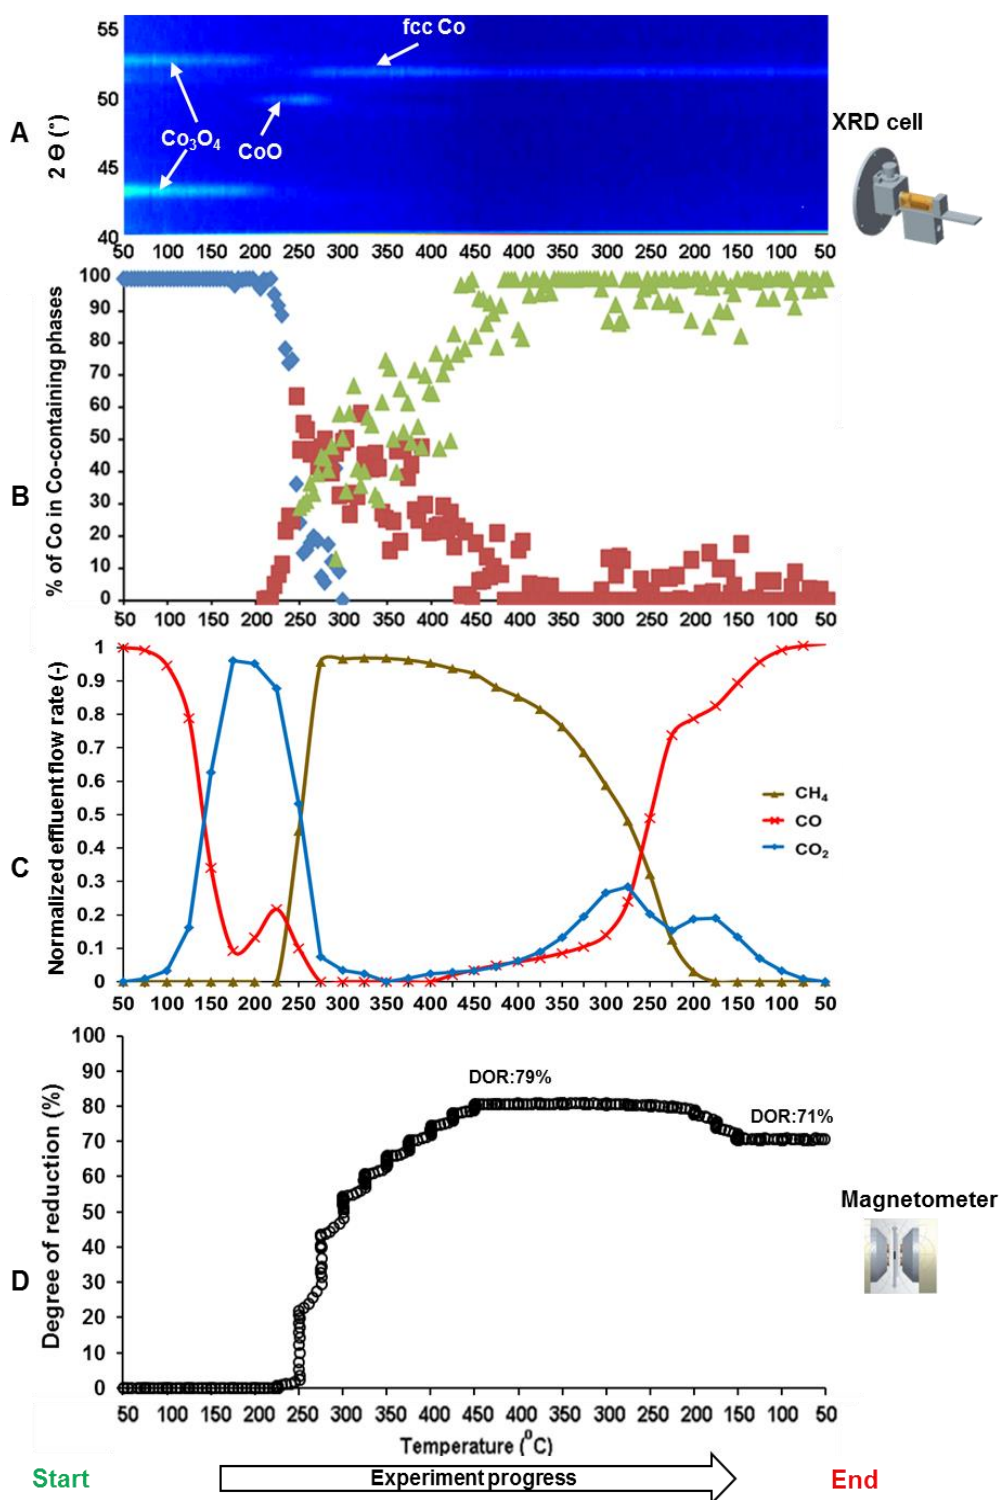 A
2 Θ (°)
55
50
45
40
fcc Co
Co₃O₄
CoO
XRD cell
50 100 150 200 250 300 350 400 450 400 350 300 250 200 150 100 50
B
% of Co in Co-containing phases
100
90
80
70
60
50
40
30
20
10
0
50 100 150 200 250 300 350 400 450 400 350 300 250 200 150 100 50
C
Normalized effluent flow rate (-)
1
0.9
0.8
0.7
0.6
0.5
0.4
0.3
0.2
0.1
0
CH₄
CO
CO₂
50 100 150 200 250 300 350 400 450 400 350 300 250 200 150 100 50
D
Degree of reduction (%)
100
90
80
70
60
50
40
30
20
10
0
DOR:79%
DOR:71%
Magnetometer
50 100 150 200 250 300 350 400 450 400 350 300 250 200 150 100 50
Temperature (°C)
Start
Experiment progress
End